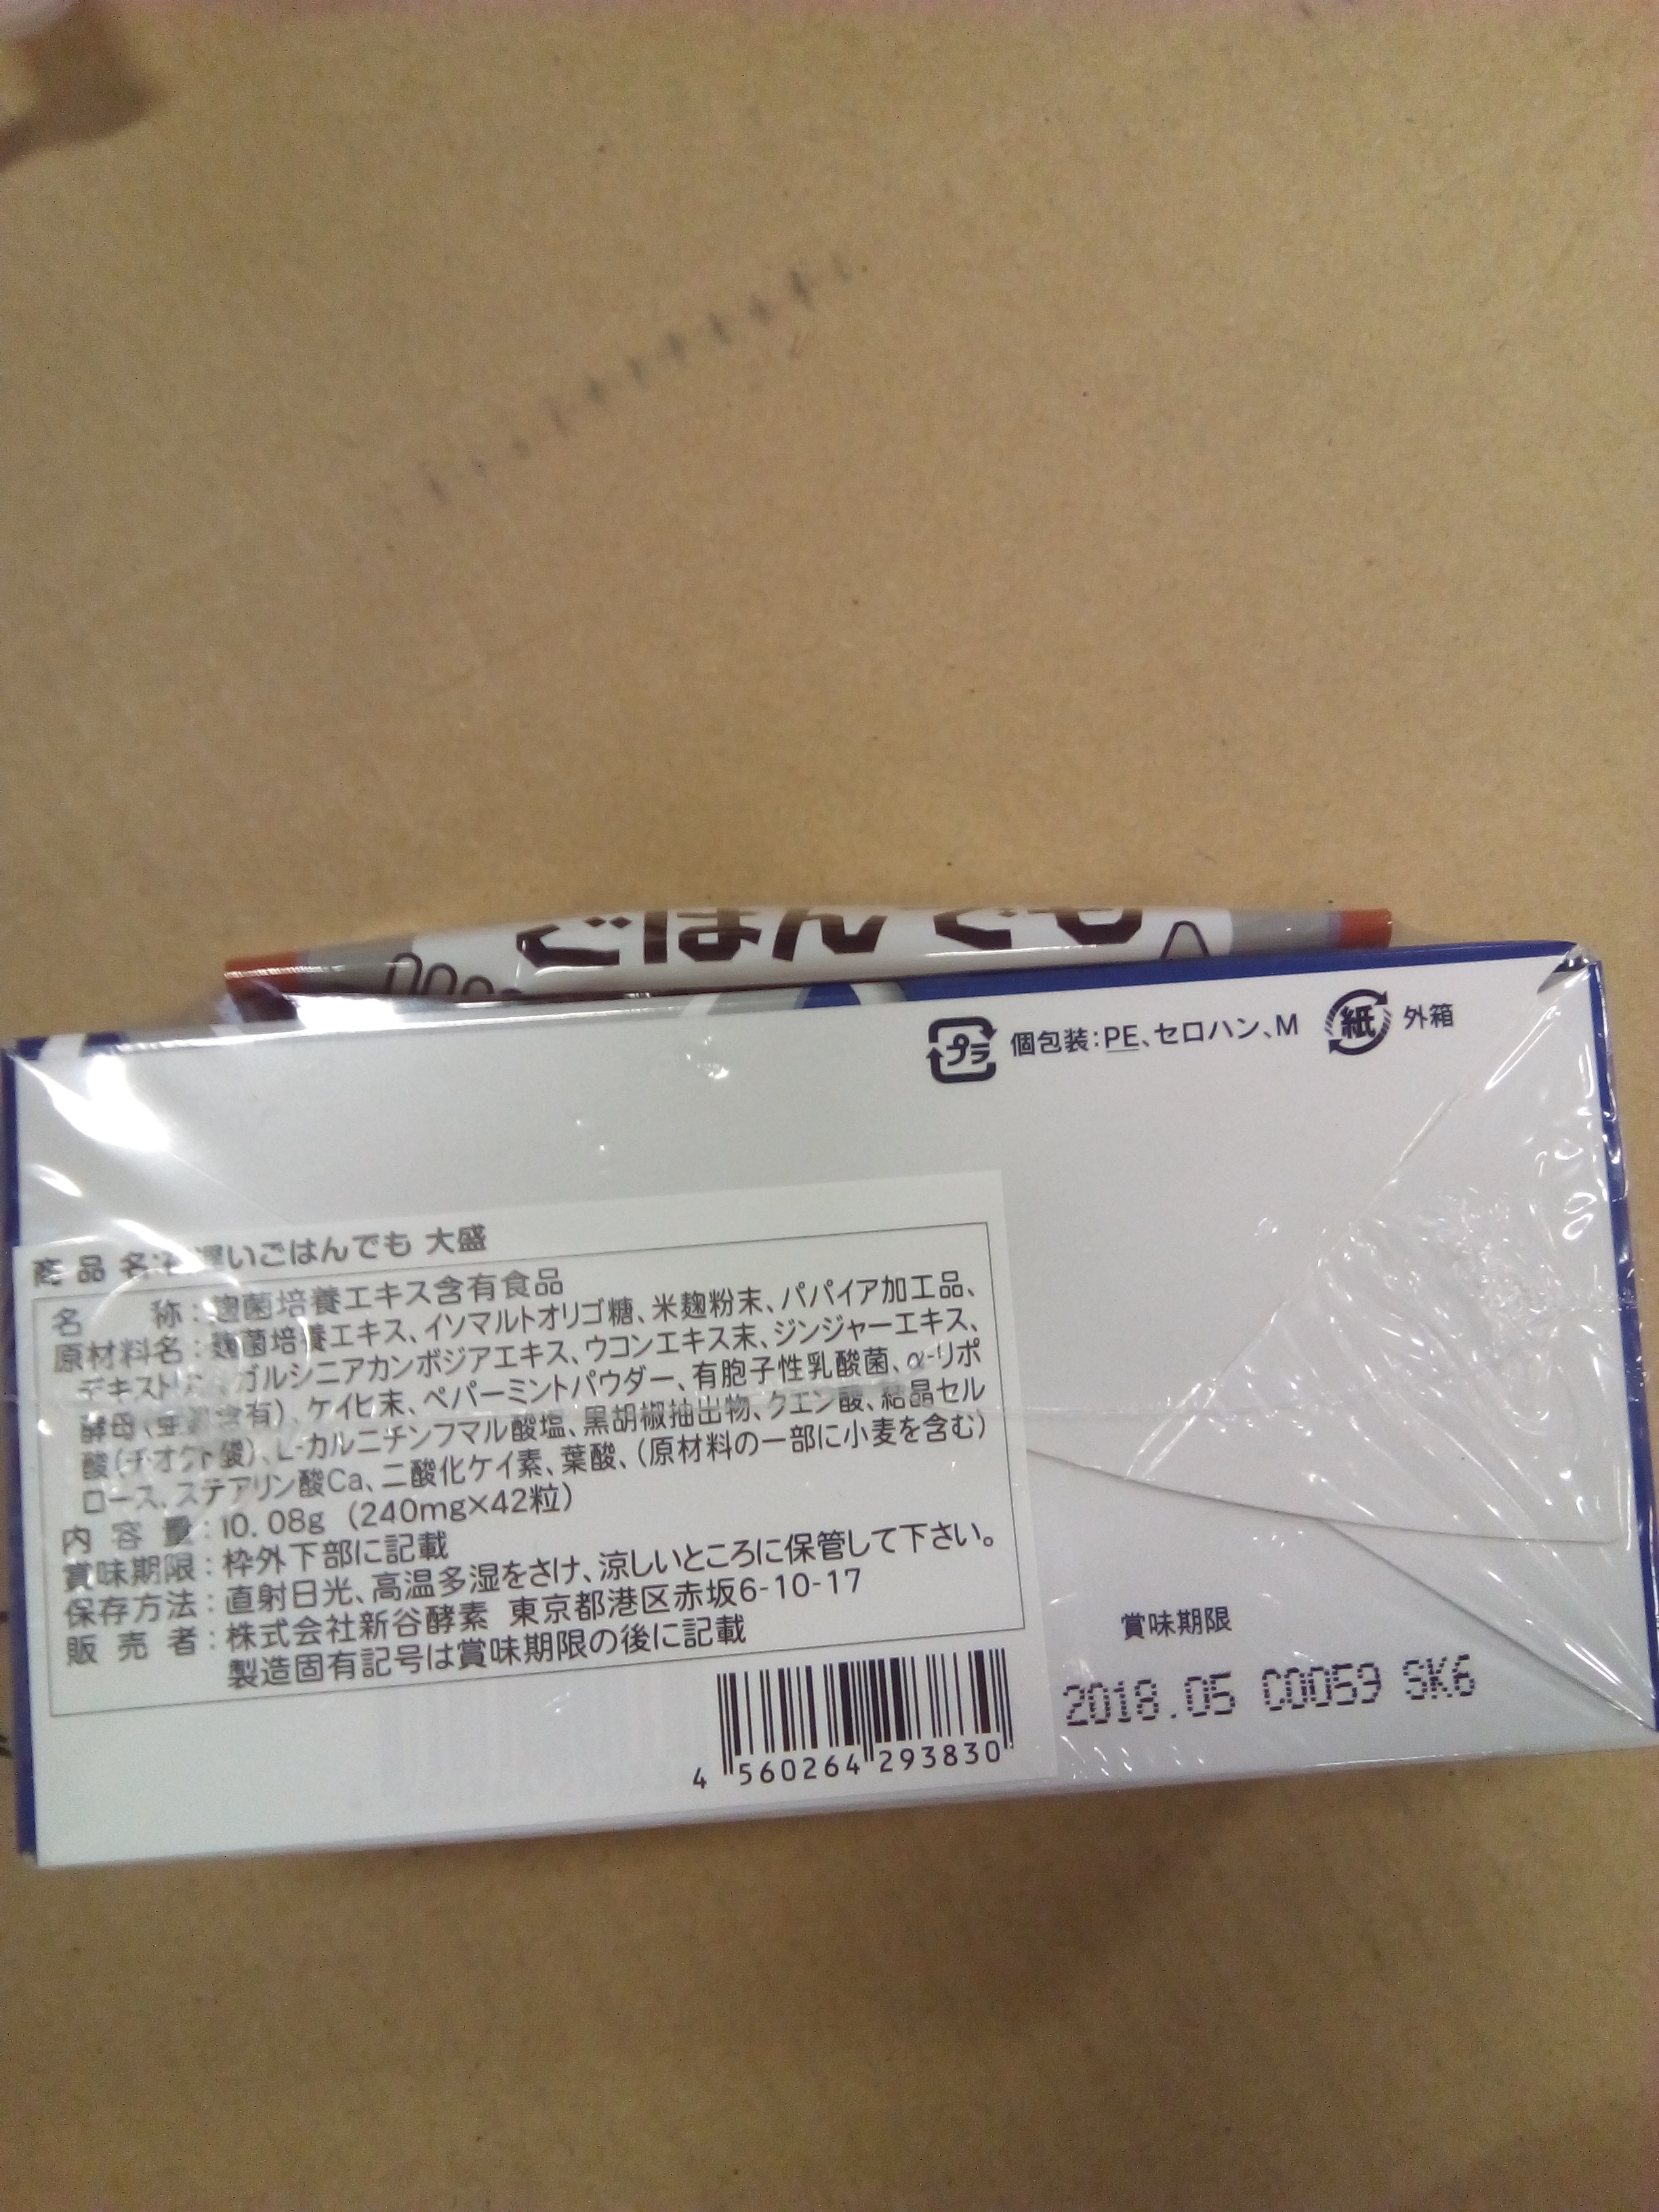 ごはんでも
プラ 個包装:PE、セロハン、M 紙 外箱
商品名: 遅いごはんでも 大盛
名称:麹菌培養エキス含有食品
原材料名:麹菌培養エキス、イソマルトオリゴ糖、米麹粉末、パパイア加工品、
ガルシニアカンボジアエキス、ウコンエキス末、ジンジャーエキス、
酵母(含有)、ケイヒ末、ペパーミントパウダー、有胞子性乳酸菌、α-リポ
酸(チオクト酸)、L-カルニチンフマル酸塩、黒胡椒抽出物、クエン酸、結晶セル
ロース、ステアリン酸Ca、二酸化ケイ素、葉酸、(原材料の一部に小麦を含む)
内容量:10.08g (240mg×42粒)
賞味期限:枠外下部に記載
保存方法:直射日光、高温多湿をさけ、涼しいところに保管して下さい。
販売者:株式会社新谷酵素 東京都港区赤坂6-10-17
製造固有記号は賞味期限の後に記載
賞味期限
2018.05 C0059 SK6
4 560264 293830